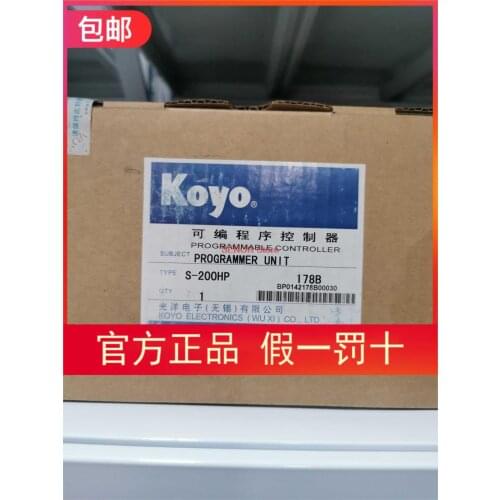 包邮
Koyo®
可编程序控制器
PROGRAMMABLE CONTROLLER
SUBJECT PROGRAMMER UNIT
TYPE S-200HP 178B
BP0142178B00030
QTY 1
光洋电子(无锡)有限公司
KOYO ELECTRONICS (WU XI) CO., LTD
官方正品 假一罚十